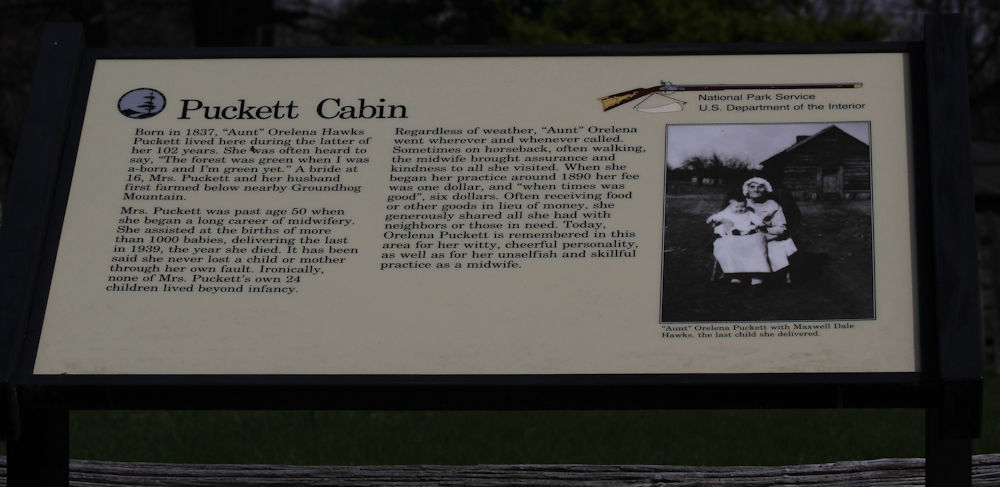 Puckett Cabin
Born in 1837, “Aunt” Orelena Hawks
Puckett lived here during the latter of
her 102 years. She was often heard to
say, “The forest was green when I was
a-born and I'm green yet.” A bride at
16, Mrs. Puckett and her husband
first farmed below nearby Groundhog
Mountain.
Mrs. Puckett was past age 50 when
she began a long career of midwifery.
She assisted at the births of more
than 1000 babies, delivering the last
in 1939, the year she died. It has been
said she never lost a child or mother
through her own fault. Ironically,
none of Mrs. Puckett's own 24
children lived beyond infancy.
Regardless of weather, “Aunt” Orelena
went wherever and whenever called.
Sometimes on horseback, often walking,
the midwife brought assurance and
kindness to all she visited. When she
began her practice around 1890 her fee
was one dollar, and “when times was
good”, six dollars. Often receiving food
or other goods in lieu of money, she
generously shared all she had with
neighbors or those in need. Today,
Orelena Puckett is remembered in this
area for her witty, cheerful personality,
as well as for her unselfish and skillful
practice as a midwife.
National Park Service
U.S. Department of the Interior
“Aunt” Orelena Puckett with Maxwell Dale
Hawks, the last child she delivered.